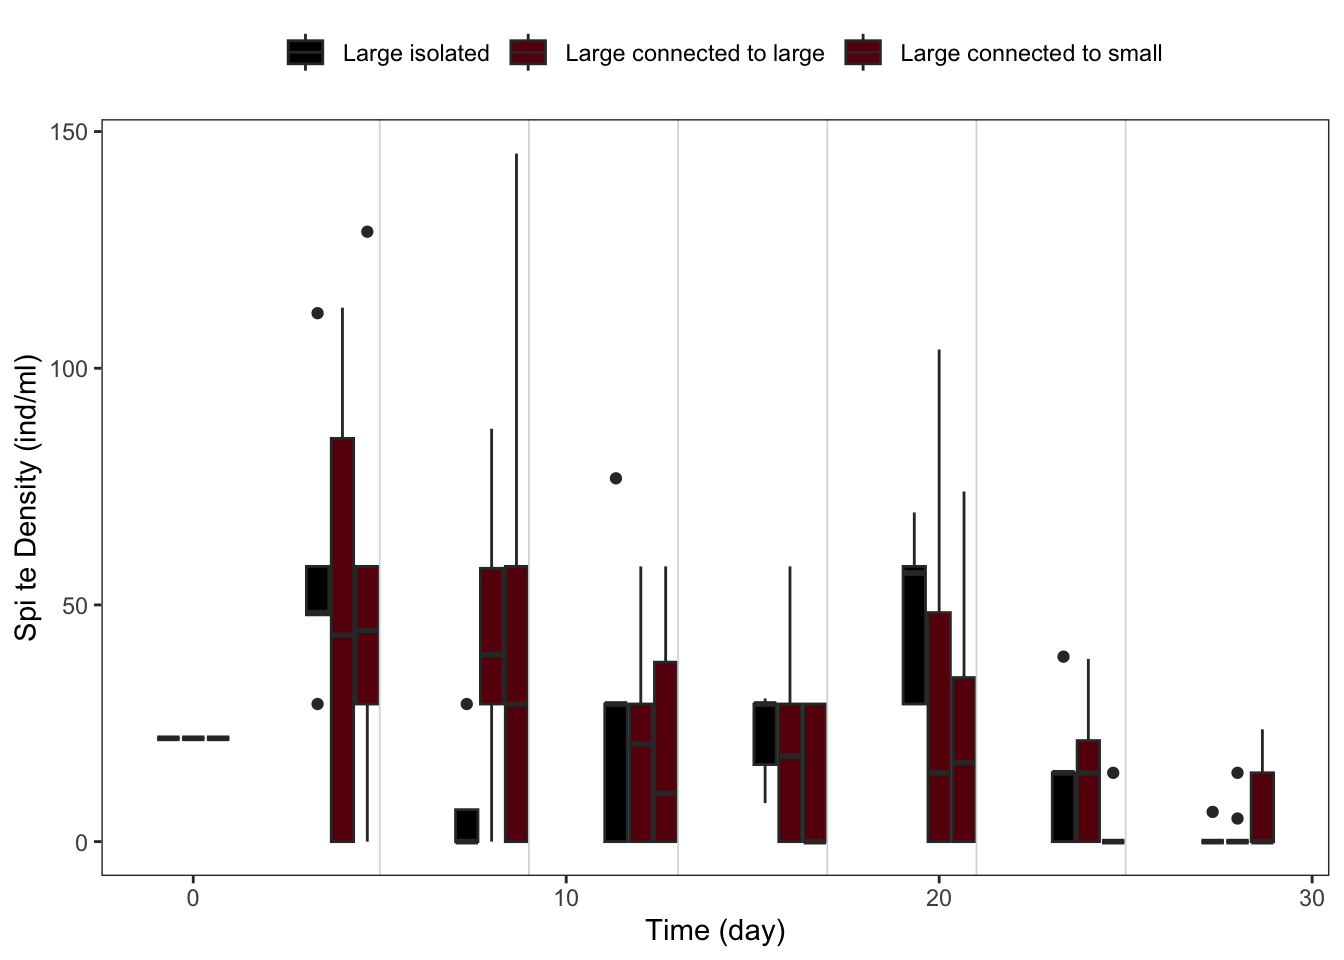 Large isolated Large connected to large Large connected to small
150
100
50
0
Spi te Density (ind/ml)
0 10 20 30
Time (day)